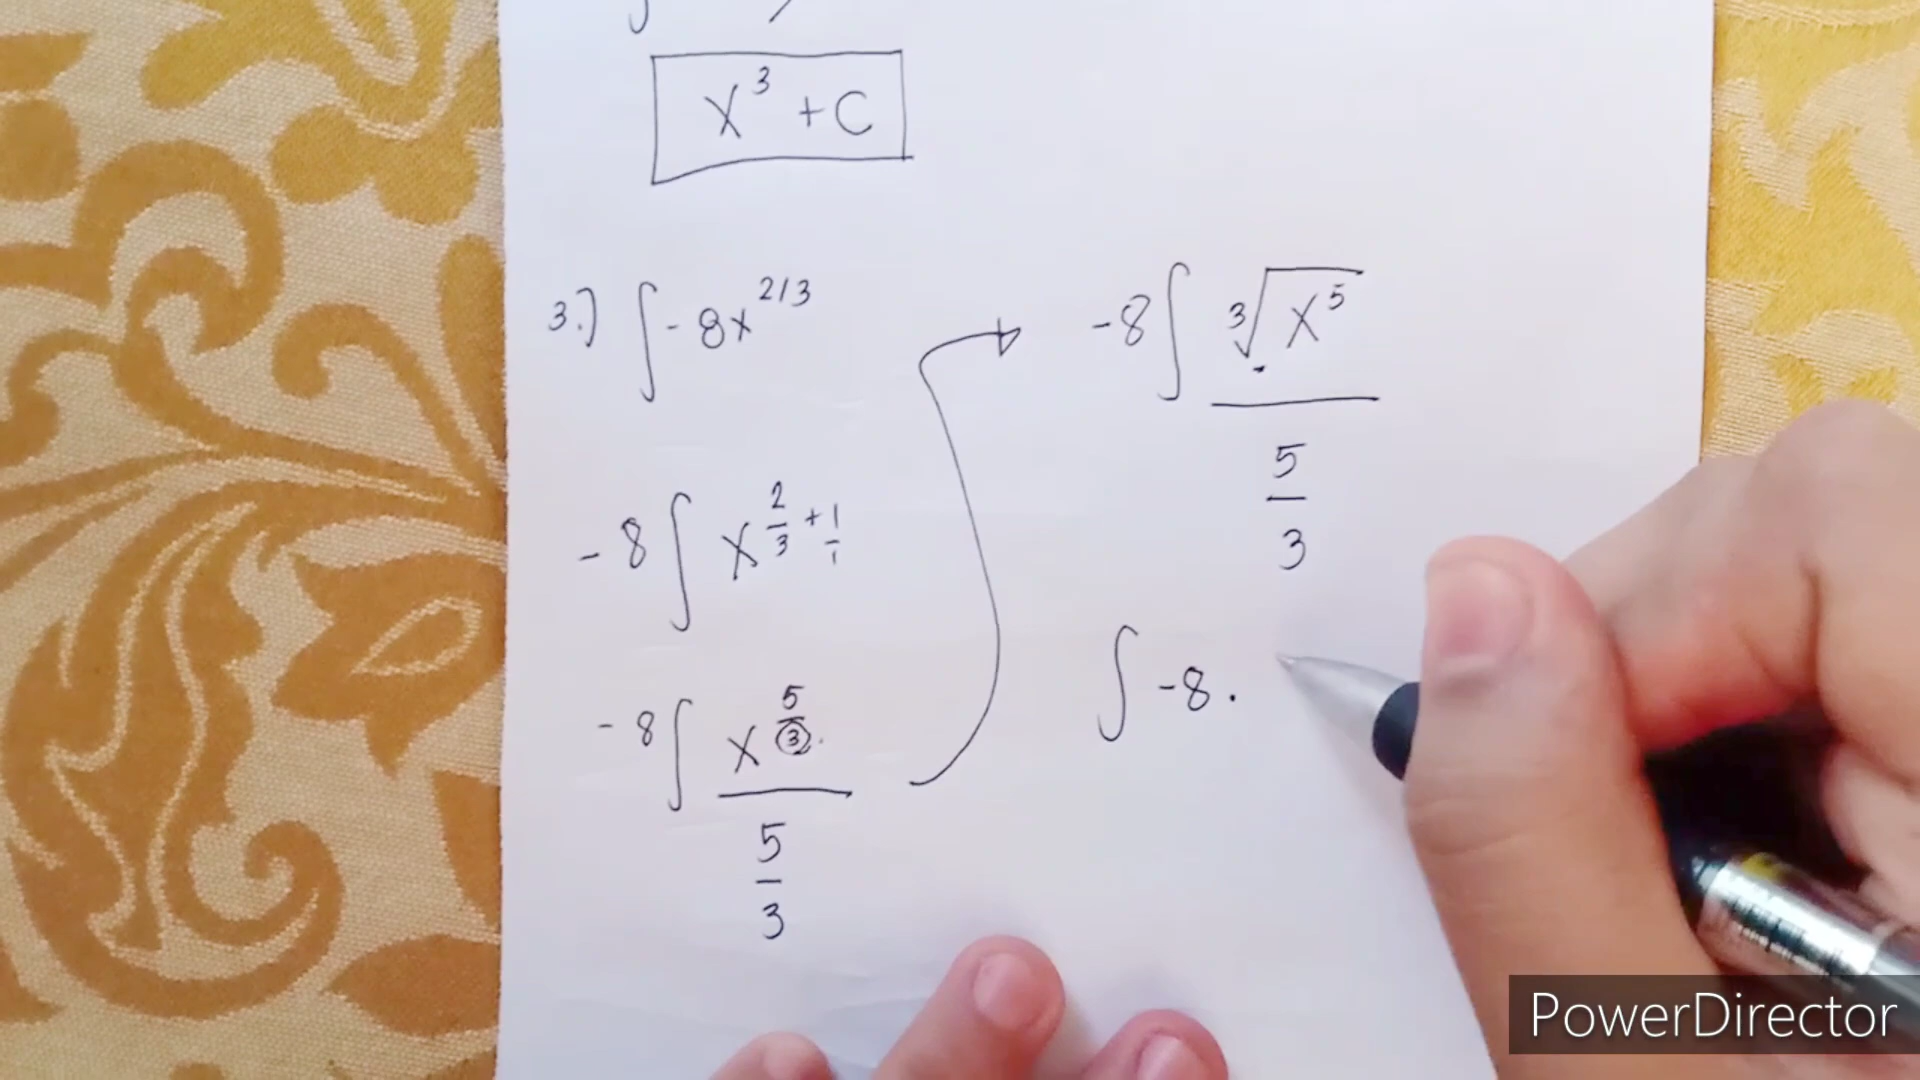 x³ + C
3.) ∫ -8x^2/3
-8 ∫ x^(2/3 + 1/1)
-8 ∫ x^(5/3) / (5/3)
-8 ∫ ³√x⁵ / (5/3)
∫ -8 .
PowerDirector